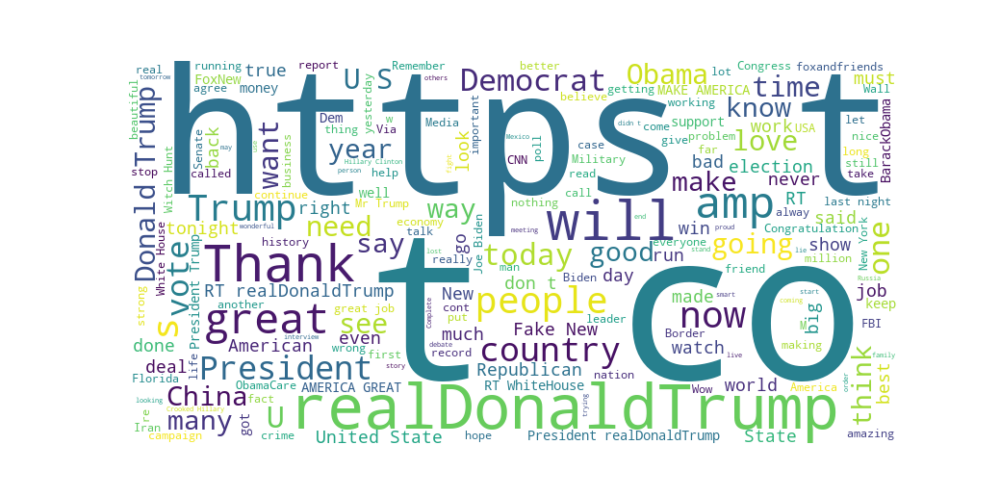 https t
t co
realDonaldTrump
will
Thank
great
people
now
Trump
amp
country
President
today
Democrat
Obama
time
know
love
U S
want
year
true
real
tomorrow
running
report
Remember
others
better
getting
MAKE AMERICA
lot
Congress
foxandfriends
must
Wall
agree
money
FoxNew
yesterday
believe
working
beautiful
Donald Trump
stop
Witch Hunt
Senate
back
called
may
use
business
Dem
thing
Via
w
Media
important
look
CNN
poll
didn t
come
support
give
problem
work
USA
far
let
nice
long
still
take
BarackObama
Hillary Clinton
person
help
fight
Mexico
case
Military
read
make
bad
election
never
continue
well
Mr Trump
nothing
call
RT
alway
last night
said
Congratulation
show
million
New York
one
vote
White House
President Trump
tonight
wonderful
right
need
way
economy
say
go
lost
really
Joe Biden
meeting
end
good
run
day
everyone
stand
win
proud
going
lie
friend
Russia
history
man
Biden
don t
strong
S
another
life
RT realDonaldTrump
talk
New
cont
put
much
record
Complete
leader
Fake New
made
smart
Border
watch
start
M
big
job
keep
FBI
making
coming
see
even
great job
American
wrong
first
debate
interview
story
Republican
nation
live
done
deal
Florida
ObamaCare
AMERICA GREAT
RT WhiteHouse
trying
Wow
world
America
order
think
best
family
looking
China
many
fact
got
U
re
Iran
Crooked Hillary
campaign
crime
United State
hope
President realDonaldTrump
State
amazing